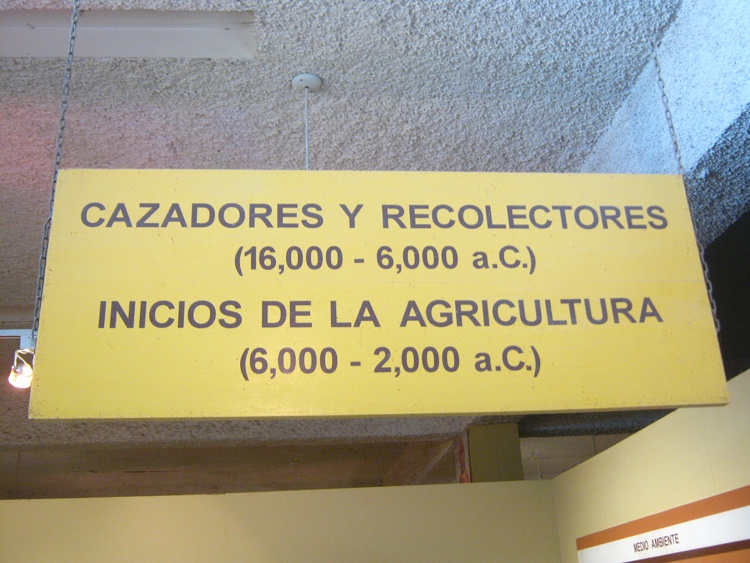 CAZADORES Y RECOLECTORES
(16,000 - 6,000 a.C.)
INICIOS DE LA AGRICULTURA
(6,000 - 2,000 a.C.)
MEDIO AMBIENTE